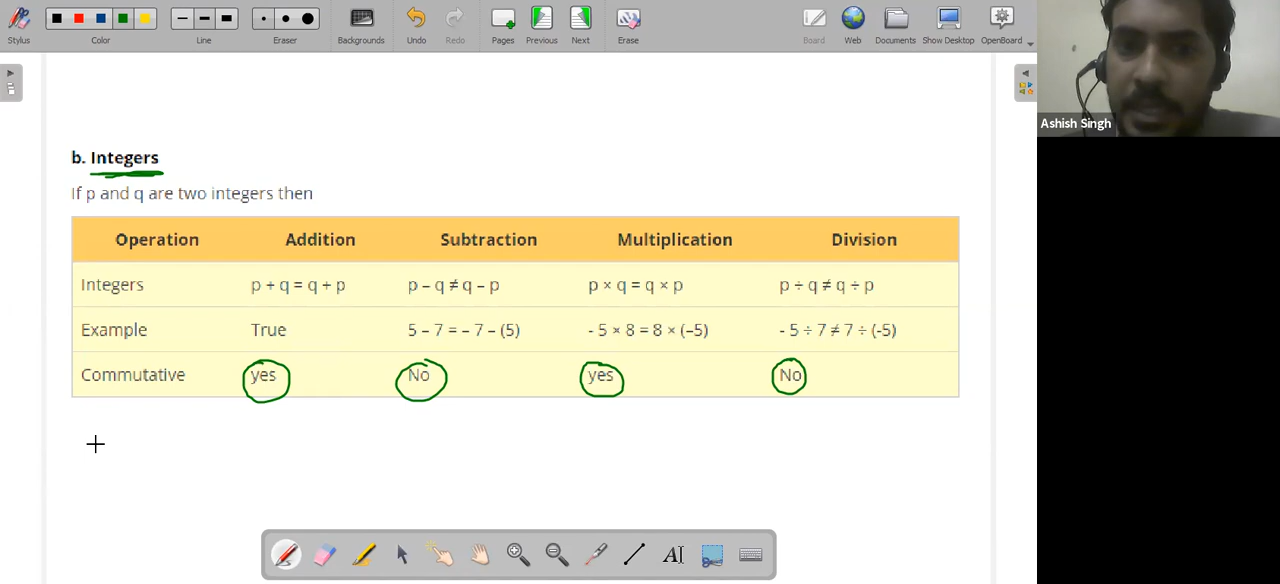 Stylus Color Line Eraser Backgrounds Undo Redo Pages Previous Next Erase Board Web Documents Show Desktop OpenBoard
Ashish Singh
b. Integers
If p and q are two integers then
Operation Addition Subtraction Multiplication Division
Integers p + q = q + p p – q ≠ q – p p × q = q × p p ÷ q ≠ q ÷ p
Example True 5 – 7 = – 7 – (5) - 5 × 8 = 8 × (–5) - 5 ÷ 7 ≠ 7 ÷ (-5)
Commutative yes No yes No